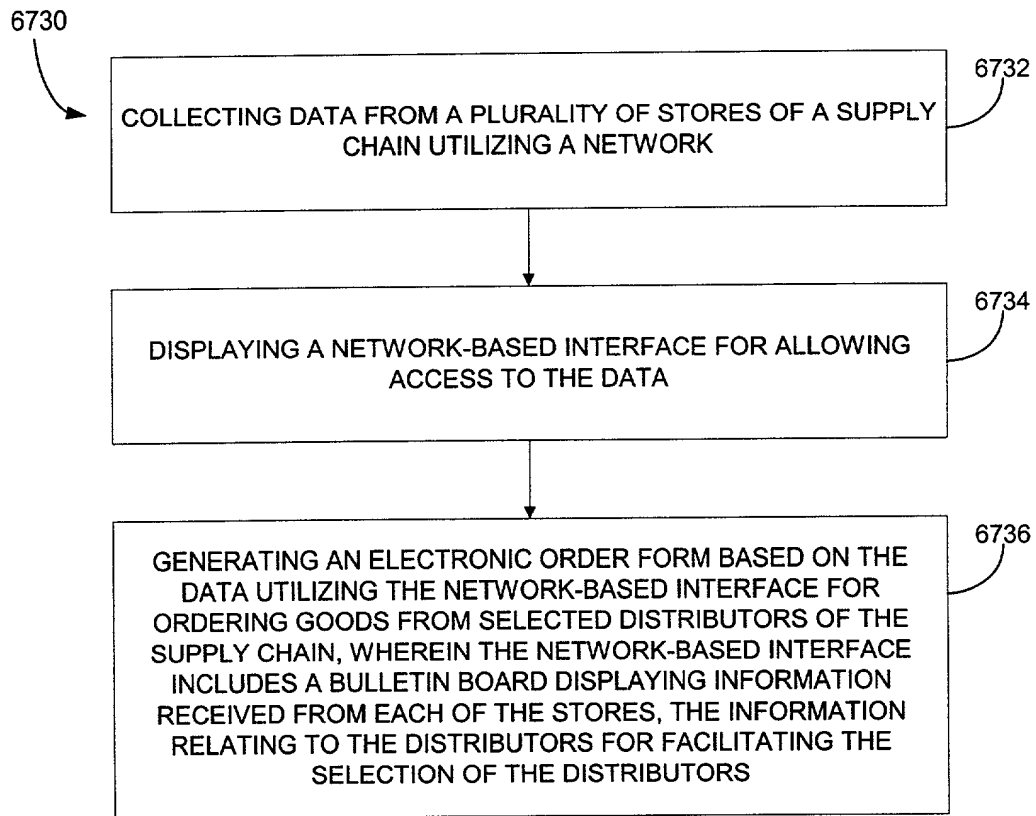 6730
6732
COLLECTING DATA FROM A PLURALITY OF STORES OF A SUPPLY
CHAIN UTILIZING A NETWORK
6734
DISPLAYING A NETWORK-BASED INTERFACE FOR ALLOWING
ACCESS TO THE DATA
6736
GENERATING AN ELECTRONIC ORDER FORM BASED ON THE
DATA UTILIZING THE NETWORK-BASED INTERFACE FOR
ORDERING GOODS FROM SELECTED DISTRIBUTORS OF THE
SUPPLY CHAIN, WHEREIN THE NETWORK-BASED INTERFACE
INCLUDES A BULLETIN BOARD DISPLAYING INFORMATION
RECEIVED FROM EACH OF THE STORES, THE INFORMATION
RELATING TO THE DISTRIBUTORS FOR FACILITATING THE
SELECTION OF THE DISTRIBUTORS